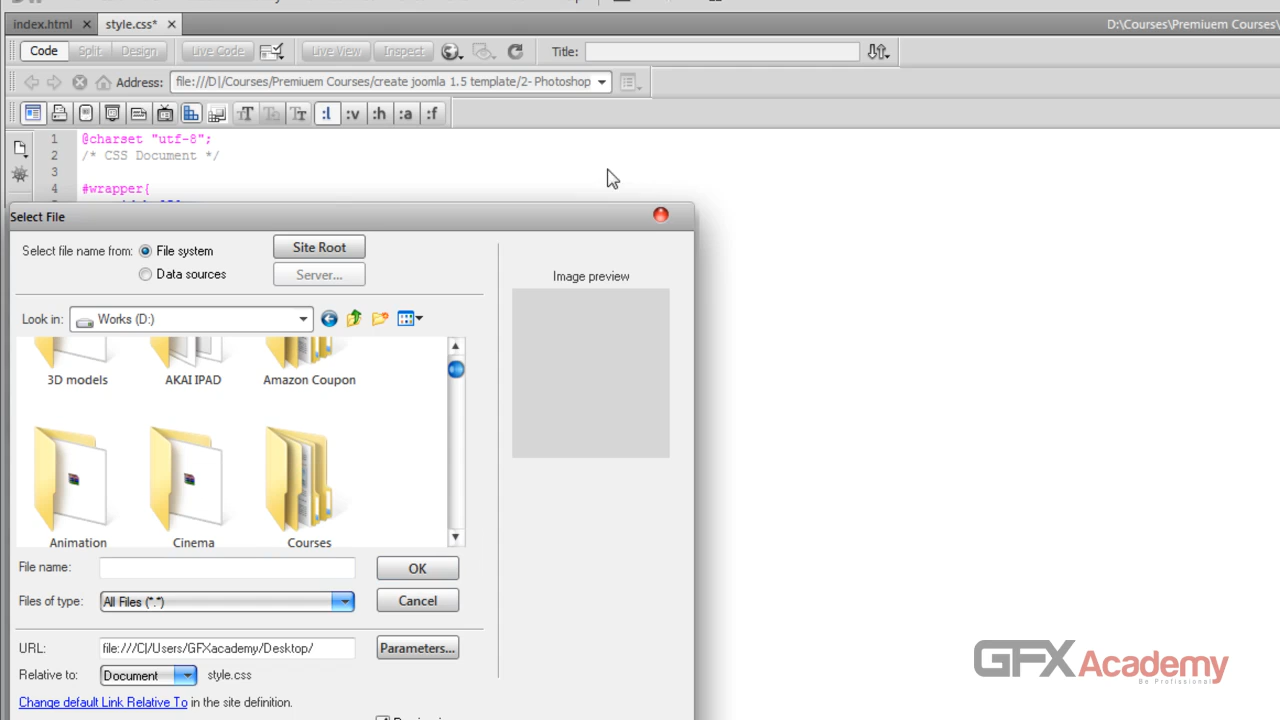 index.html
style.css*
D:\Courses\Premiuem Courses\
Code
Split
Design
Live Code
Live View
Inspect
Title:
Address:
file:///D|/Courses/Premiuem Courses/create joomla 1.5 template/2- Photoshop
:l :v :h :a :f
1 @charset "utf-8";
2 /* CSS Document */
3
4 #wrapper{
Select File
Select file name from: File system
Site Root
Data sources
Server...
Image preview
Look in: Works (D:)
3D models
AKAI IPAD
Amazon Coupon
Animation
Cinema
Courses
File name:
OK
Files of type: All Files (*.*)
Cancel
URL: file:///C|/Users/GFXacademy/Desktop/
Parameters...
Relative to: Document style.css
Change default Link Relative To in the site definition.
GFX Academy
Be Profissional